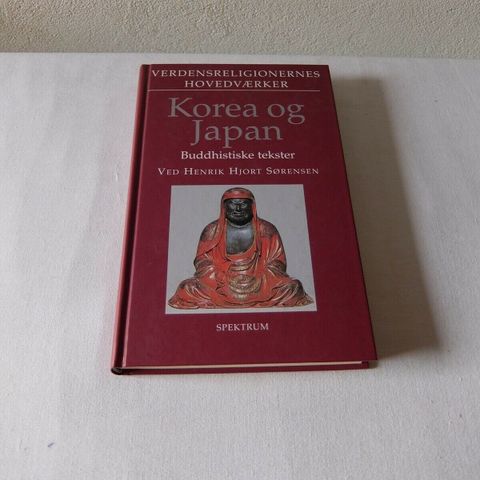 VERDENSRELIGIONERNES
HOVEDVÆRKER
Korea og
Japan
Buddhistiske tekster
VED HENRIK HJORT SØRENSEN
SPEKTRUM